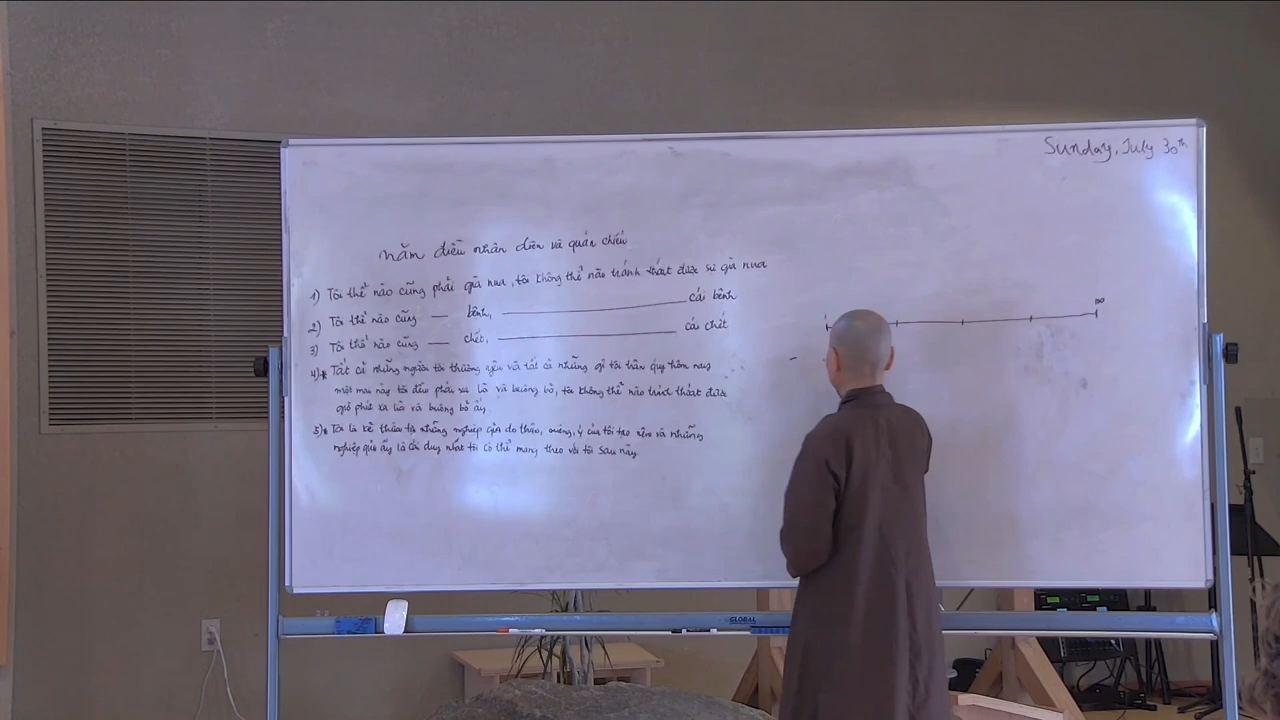 Sunday, July 30th
năm điều nhận diện và quán chiếu
1) Tôi thế nào cũng phải già nua, tôi không thể nào tránh thoát được sự già nua
2) Tôi thế nào cũng — bệnh, ——— cái bệnh
3) Tôi thế nào cũng — chết, ——— cái chết
4) Tất cả những người tôi thương yêu và tất cả những gì tôi trân quý hôm nay
một mai này tôi đều phải xa lìa và buông bỏ, tôi không thể nào tránh thoát được
phải xa lìa và buông bỏ ấy
5) Tôi là kẻ thừa tự những nghiệp của do thân, miệng, ý của tôi tạo nên và những
nghiệp quả ấy là cái duy nhất tôi có thể mang theo với tôi sau này
1
100
GLOBAL